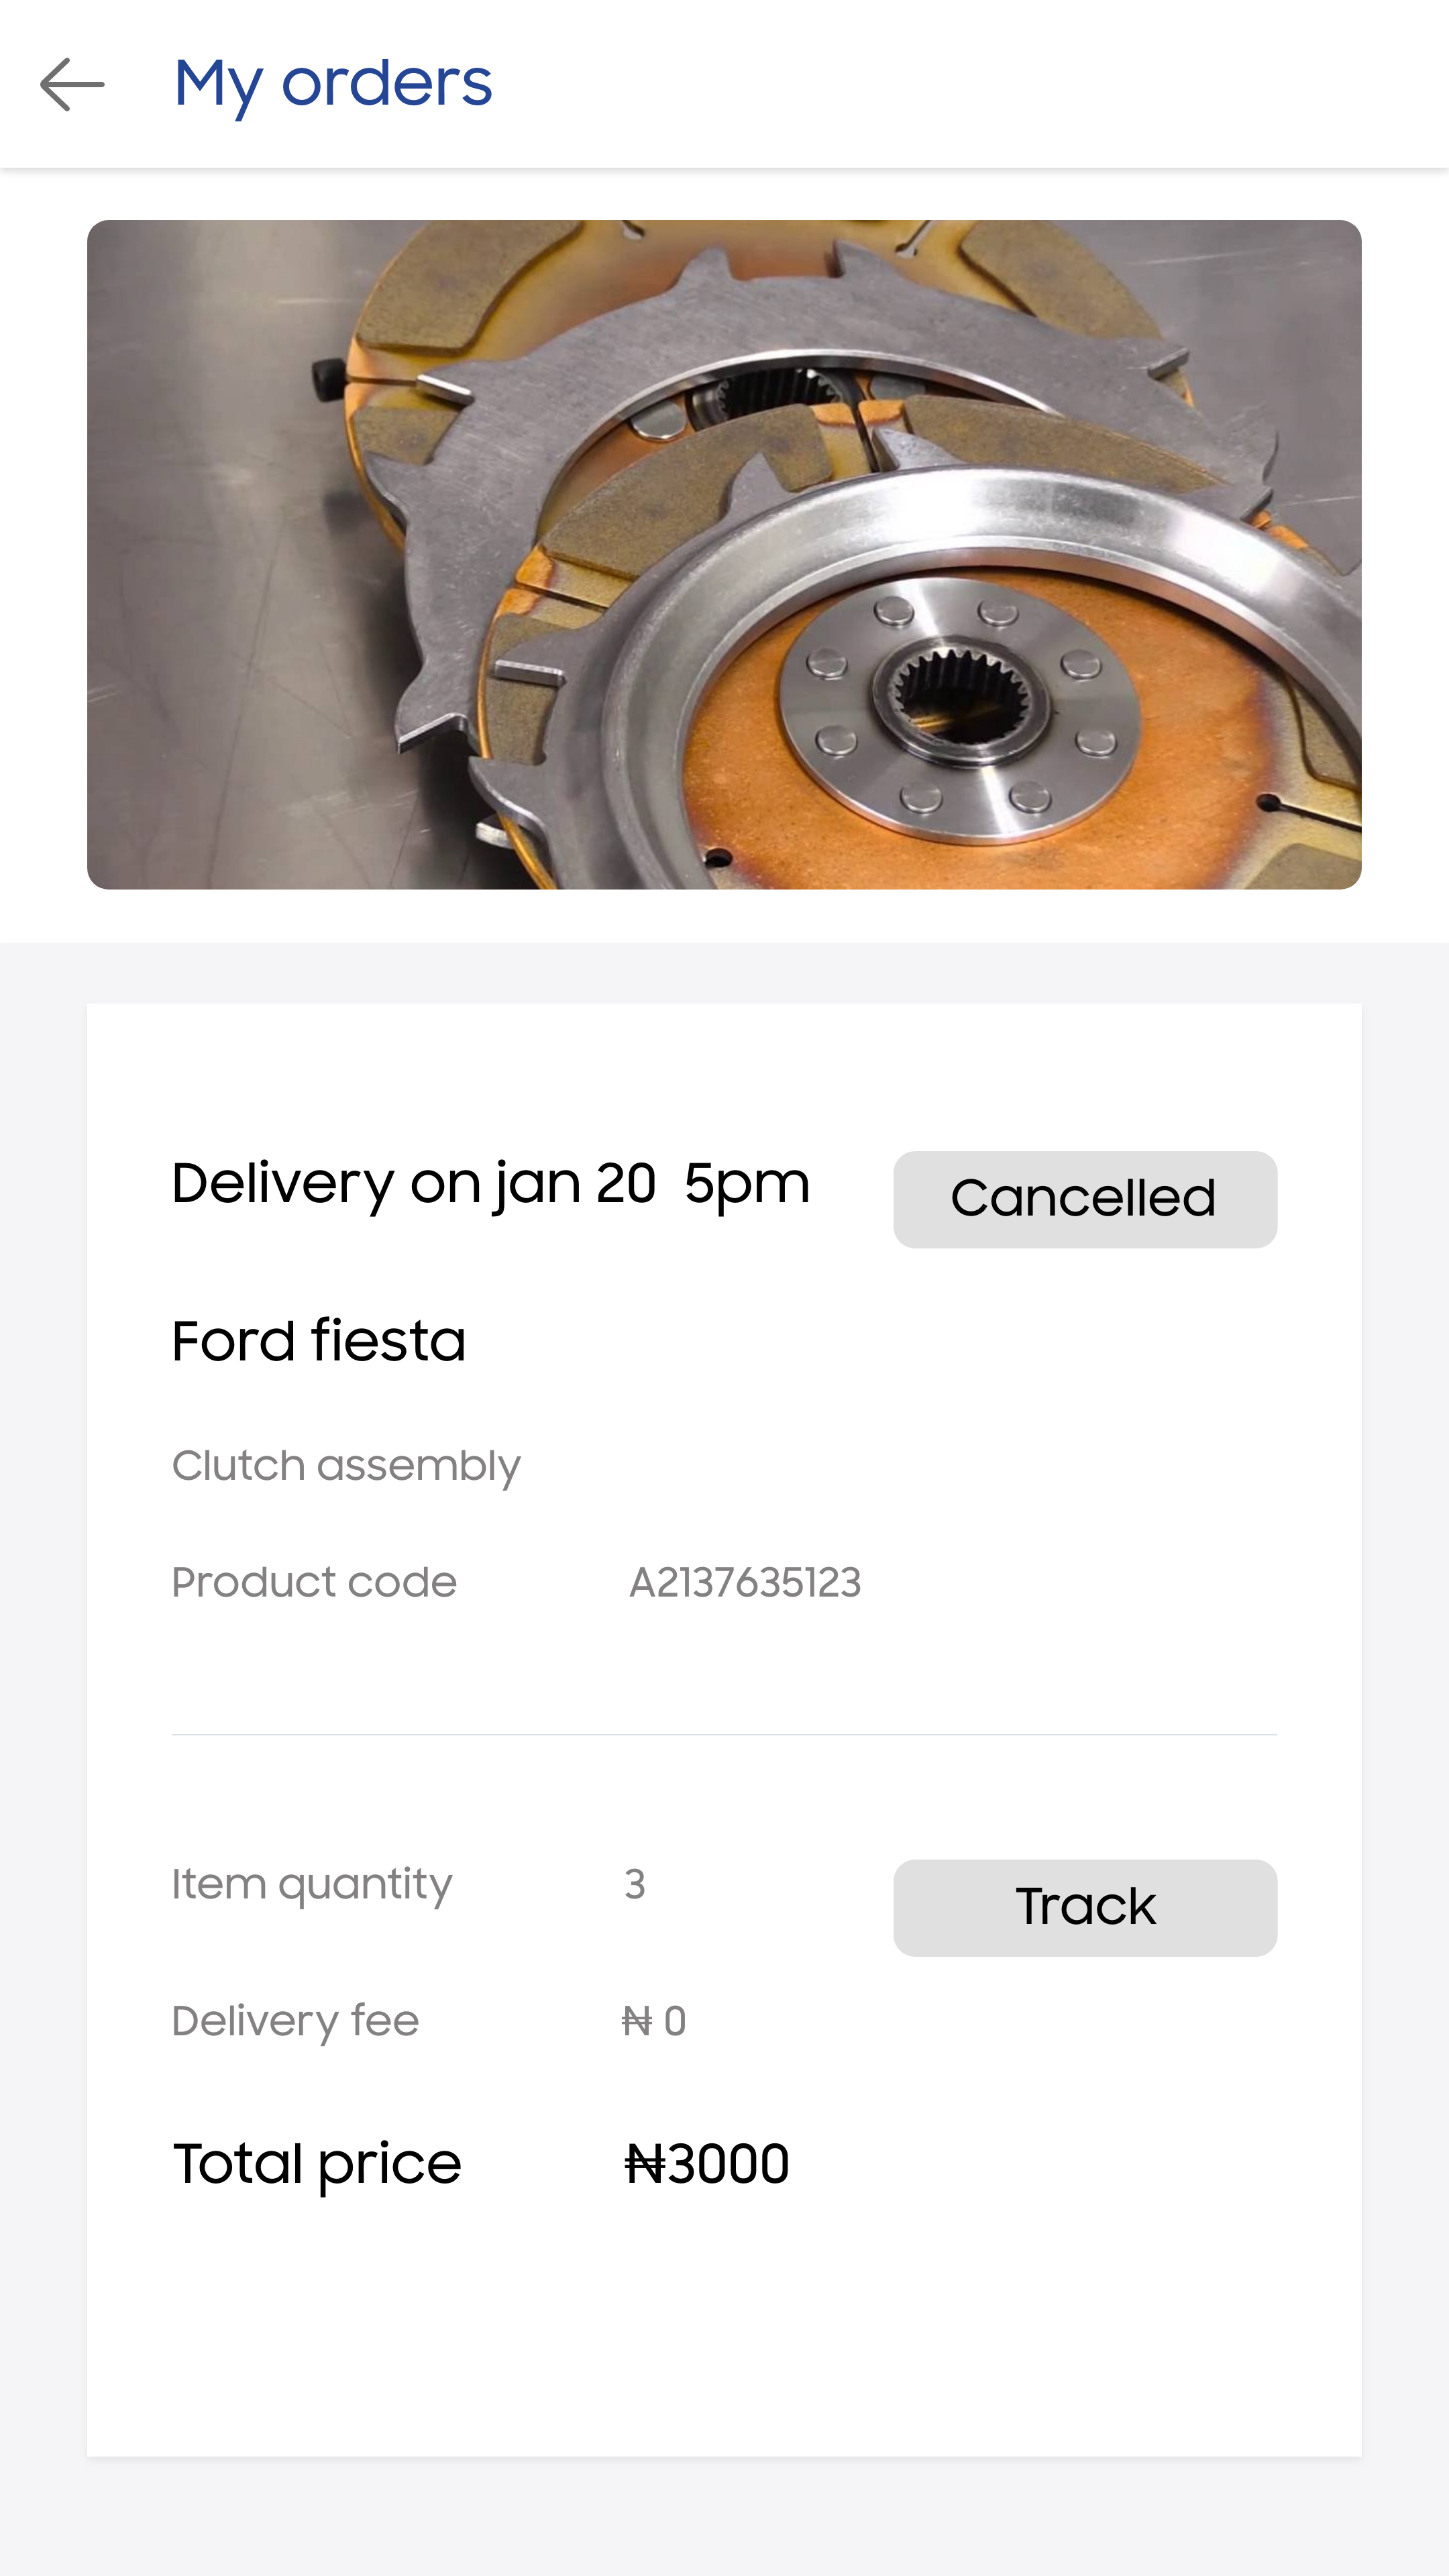 My orders
Delivery on jan 20  5pm
Cancelled
Ford fiesta
Clutch assembly
Product code A2137635123
Item quantity 3
Track
Delivery fee ₦ 0
Total price ₦3000